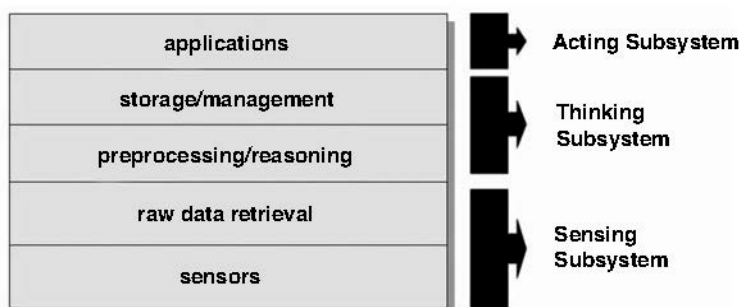 applications
Acting Subsystem
storage/management
Thinking
Subsystem
preprocessing/reasoning
raw data retrieval
Sensing
Subsystem
sensors